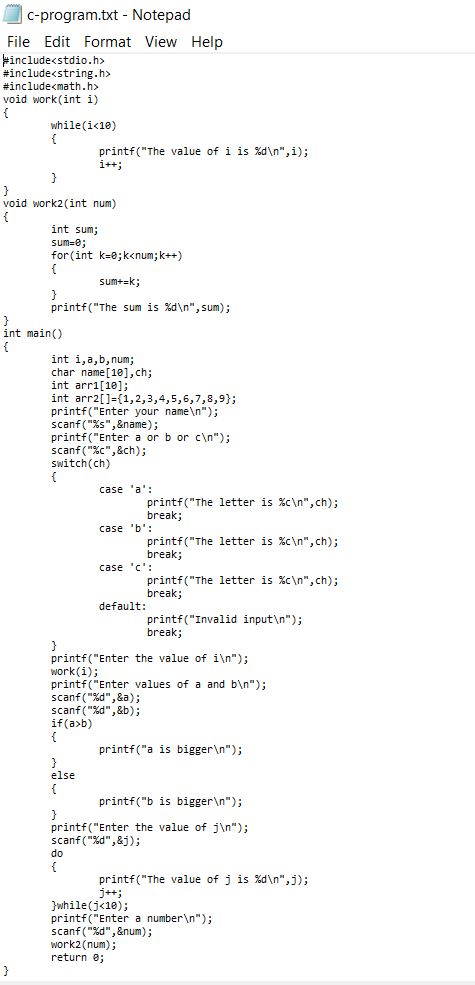 c-program.txt - Notepad
File Edit Format View Help
#include<stdio.h>
#include<string.h>
#include<math.h>
void work(int i)
{
        while(i<10)
        {
                printf("The value of i is %d\n",i);
                i++;
        }
}
void work2(int num)
{
        int sum;
        sum=0;
        for(int k=0;k<num;k++)
        {
                sum+=k;
        }
        printf("The sum is %d\n",sum);
}
int main()
{
        int i,a,b,num;
        char name[10],ch;
        int arr1[10];
        int arr2[]={1,2,3,4,5,6,7,8,9};
        printf("Enter your name\n");
        scanf("%s",&name);
        printf("Enter a or b or c\n");
        scanf("%c",&ch);
        switch(ch)
        {
                case 'a':
                        printf("The letter is %c\n",ch);
                        break;
                case 'b':
                        printf("The letter is %c\n",ch);
                        break;
                case 'c':
                        printf("The letter is %c\n",ch);
                        break;
                default:
                        printf("Invalid input\n");
                        break;
        }
        printf("Enter the value of i\n");
        work(i);
        printf("Enter values of a and b\n");
        scanf("%d",&a);
        scanf("%d",&b);
        if(a>b)
        {
                printf("a is bigger\n");
        }
        else
        {
                printf("b is bigger\n");
        }
        printf("Enter the value of j\n");
        scanf("%d",&j);
        do
        {
                printf("The value of j is %d\n",j);
                j++;
        }while(j<10);
        printf("Enter a number\n");
        scanf("%d",&num);
        work2(num);
        return 0;
}